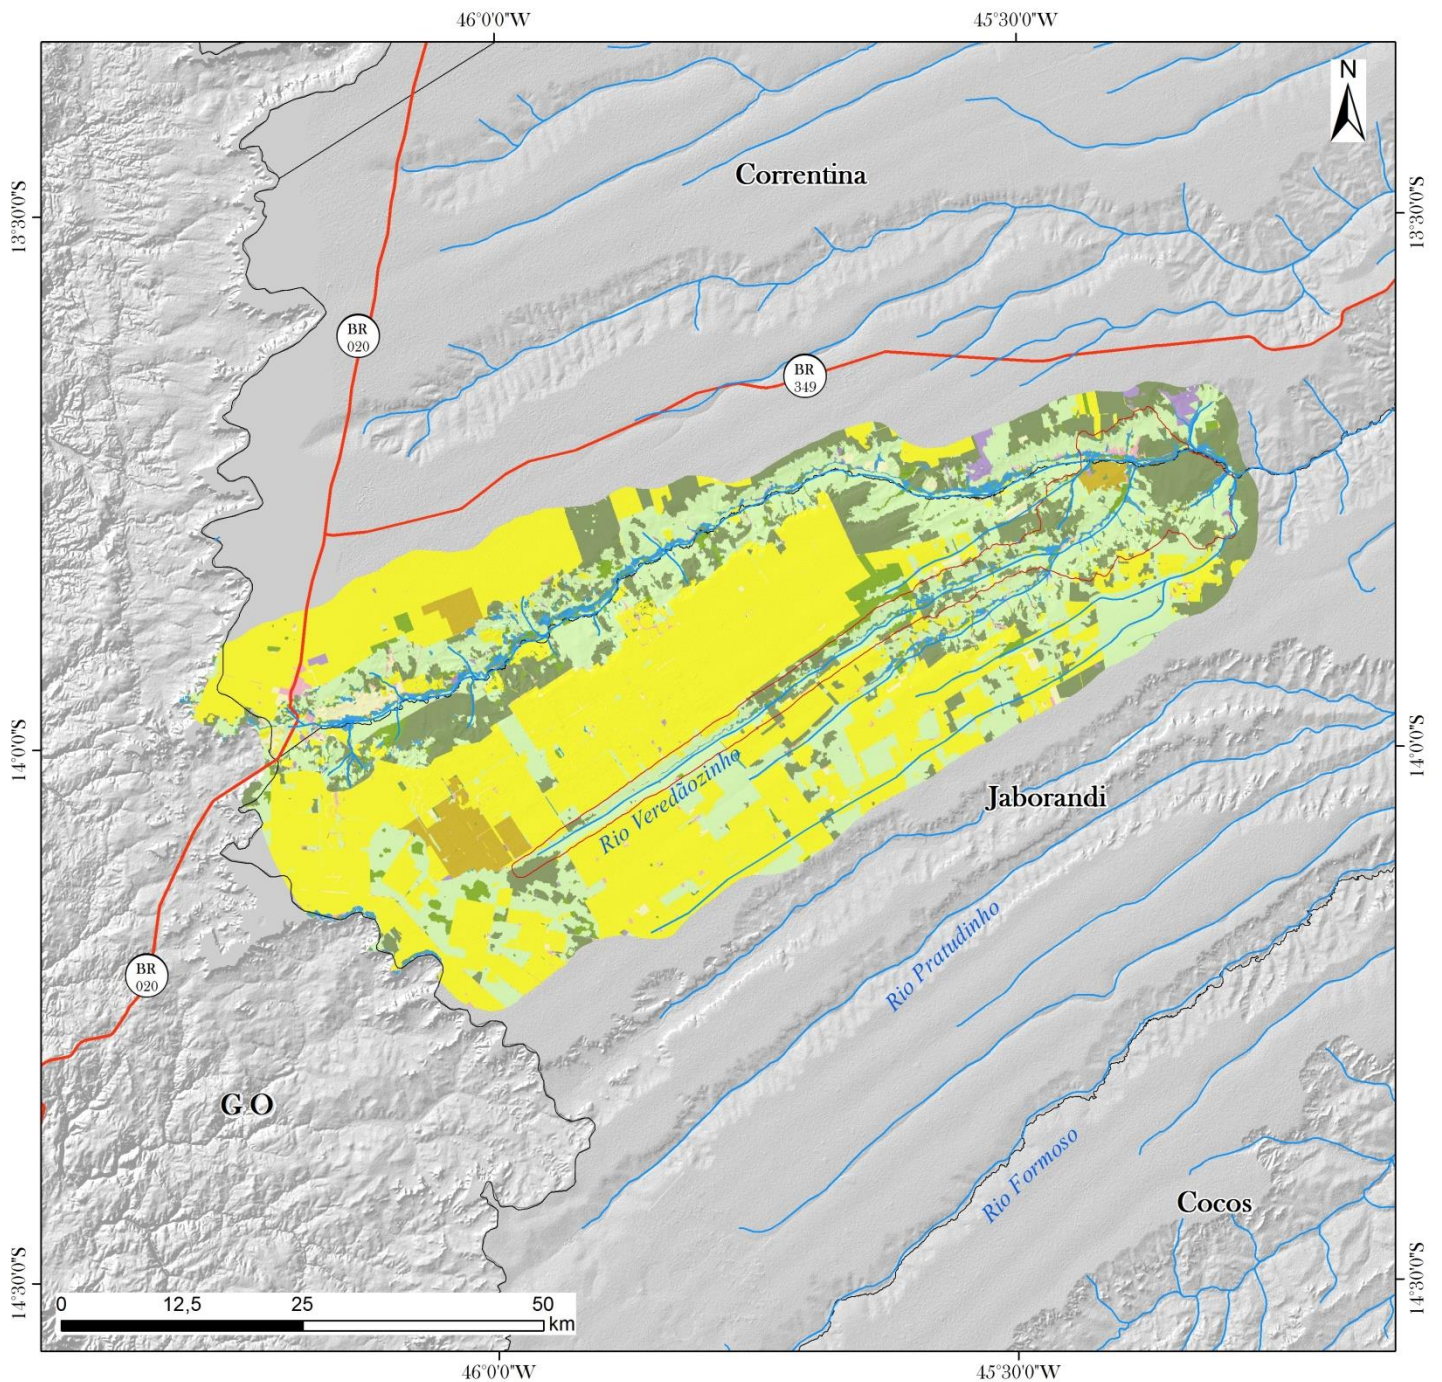 46°0'0"W
45°30'0"W
N
13°30'0"S
13°30'0"S
Correntina
BR
020
BR
349
14°0'0"S
14°0'0"S
Rio Veredãozinho
Jaborandi
Rio Pratudinho
BR
020
GO
Rio Formoso
Cocos
14°30'0"S
14°30'0"S
0 12,5 25 50
km
46°0'0"W
45°30'0"W